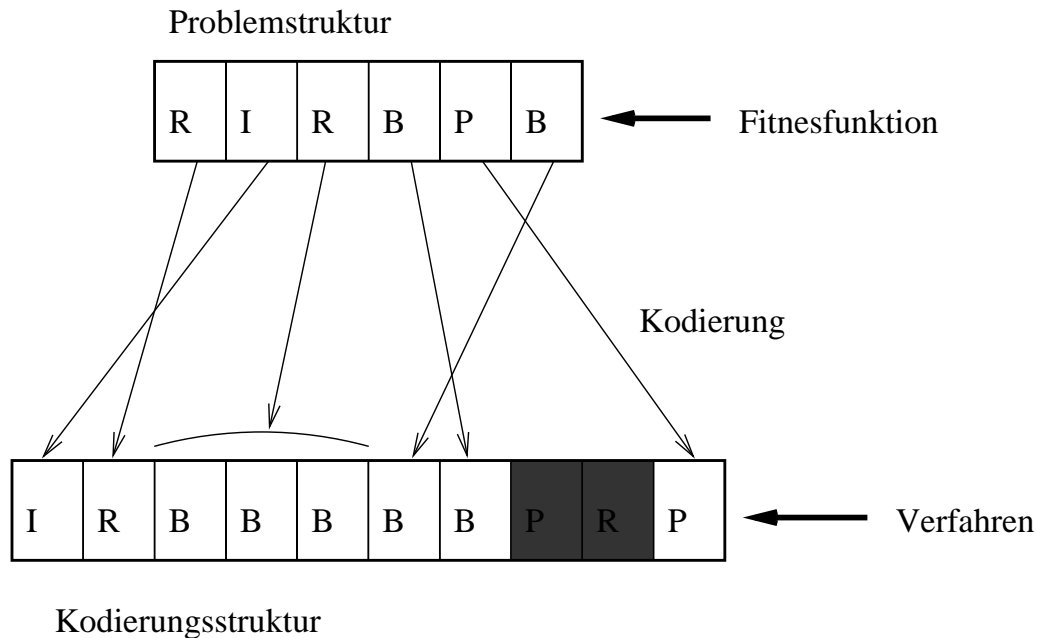 Problemstruktur
R I R B P B
Fitnesfunktion
Kodierung
I R B B B B B P R P
Verfahren
Kodierungsstruktur